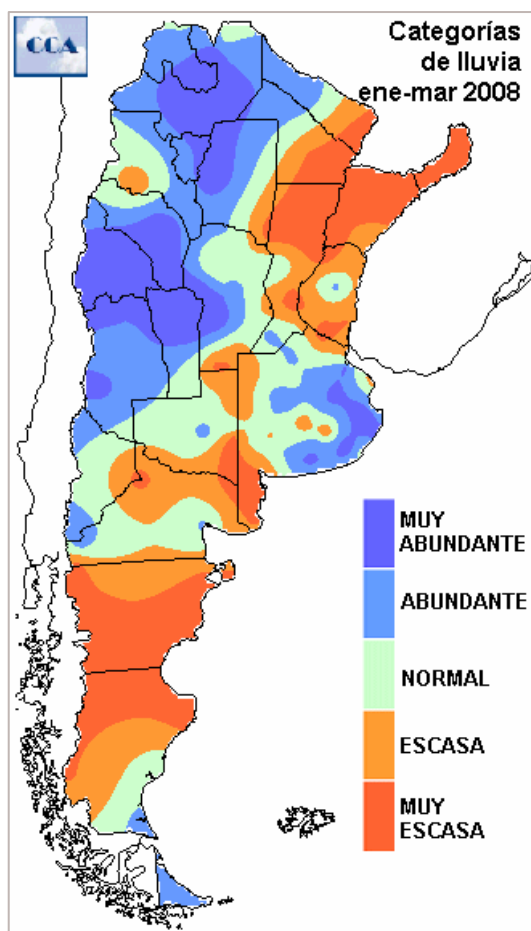 CCA
Categorías
de lluvia
ene-mar 2008
MUY
ABUNDANTE
ABUNDANTE
NORMAL
ESCASA
MUY
ESCASA